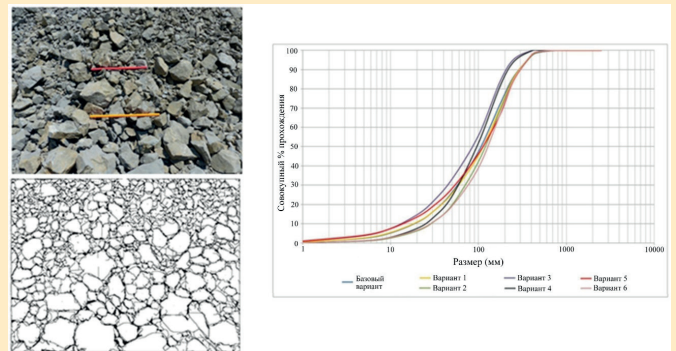 100
90
80
70
60
50
40
30
20
10
0
Совокупный % прохождения
1 10 100 1000 10000
Размер (мм)
Базовый вариант
Вариант 1
Вариант 2
Вариант 3
Вариант 4
Вариант 5
Вариант 6